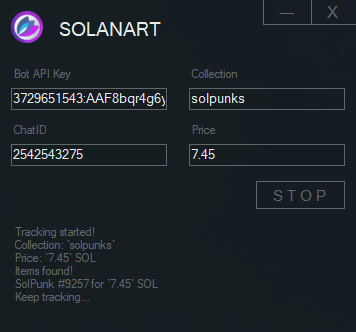 — X
SOLANART
Bot API Key Collection
3729651543:AAF8bqr4g6y solpunks
ChatID Price
2542543275 7.45
STOP
Tracking started!
Collection: `solpunks`
Price: `7.45` SOL
Items found!
SolPunk #9257 for `7.45` SOL
Keep tracking...